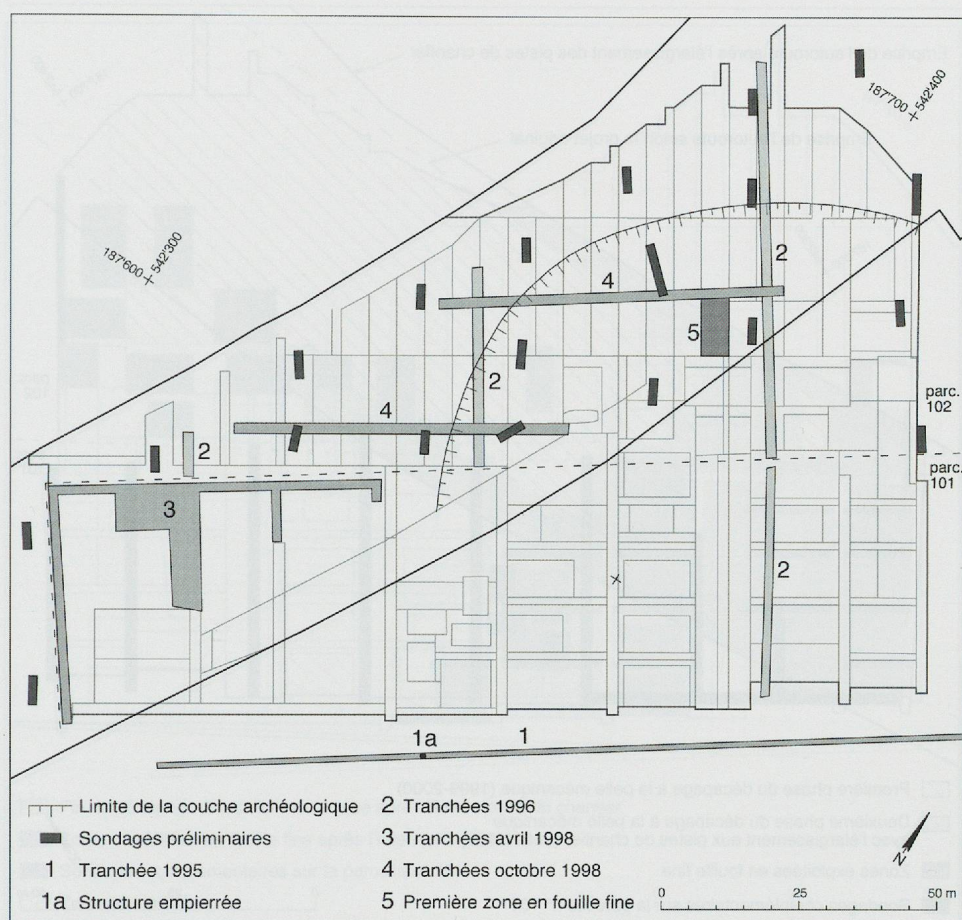 187'700 + 542'400
187'600 + 542'300
2
4
5
2
4
2
parc.
102
parc.
101
3
2
1a
1
Limite de la couche archéologique
Sondages préliminaires
1 Tranchée 1995
1a Structure empierrée
2 Tranchées 1996
3 Tranchées avril 1998
4 Tranchées octobre 1998
5 Première zone en fouille fine
N
0 25 50 m